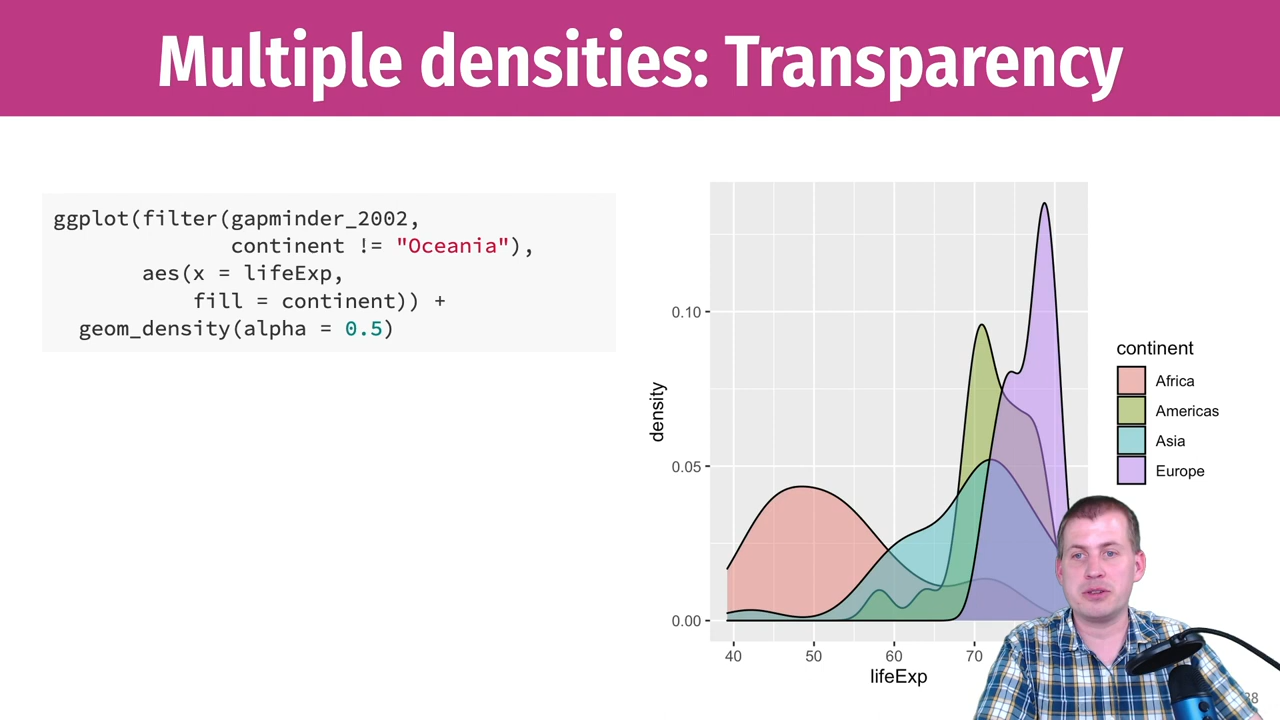 Multiple densities: Transparency
ggplot(filter(gapminder_2002,
continent != "Oceania"),
aes(x = lifeExp,
fill = continent)) +
geom_density(alpha = 0.5)
0.10
0.05
0.00
density
40 50 60 70
lifeExp
continent
Africa
Americas
Asia
Europe